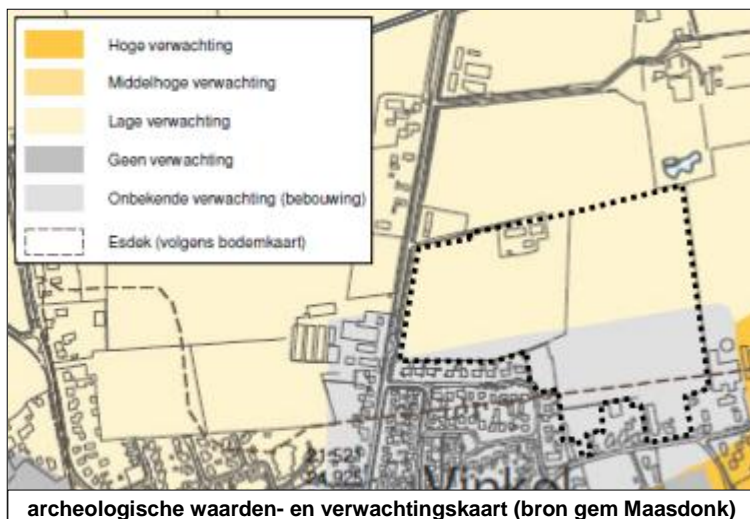 Hoge verwachting
Middelhoge verwachting
Lage verwachting
Geen verwachting
Onbekende verwachting (bebouwing)
Esdek (volgens bodemkaart)
Vinkel
archeologische waarden- en verwachtingskaart (bron gem Maasdonk)